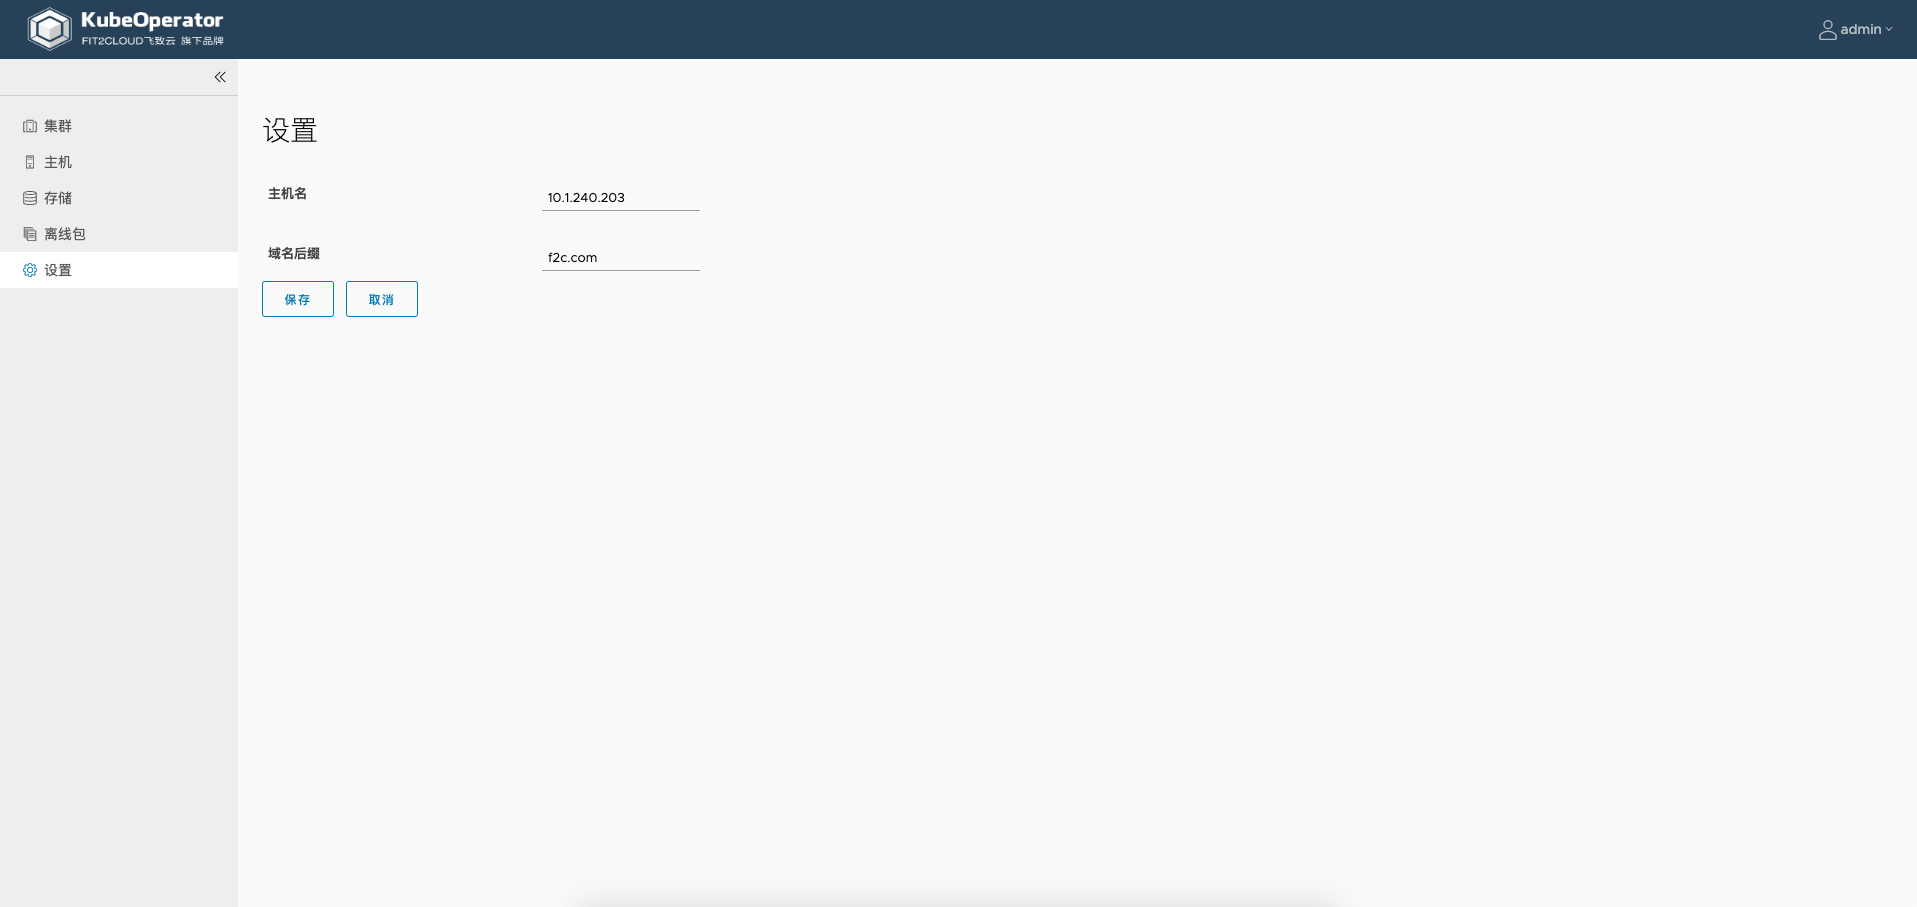 KubeOperator
FIT2CLOUD飞致云 旗下品牌
admin
集群
主机
存储
离线包
设置
设置
主机名
10.1.240.203
域名后缀
f2c.com
保存
取消